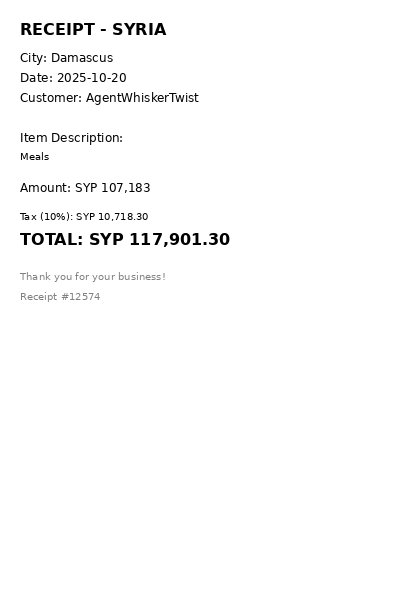 RECEIPT - SYRIA
City: Damascus
Date: 2025-10-20
Customer: AgentWhiskerTwist
Item Description:
Meals
Amount: SYP 107,183
Tax (10%): SYP 10,718.30
TOTAL: SYP 117,901.30
Thank you for your business!
Receipt #12574